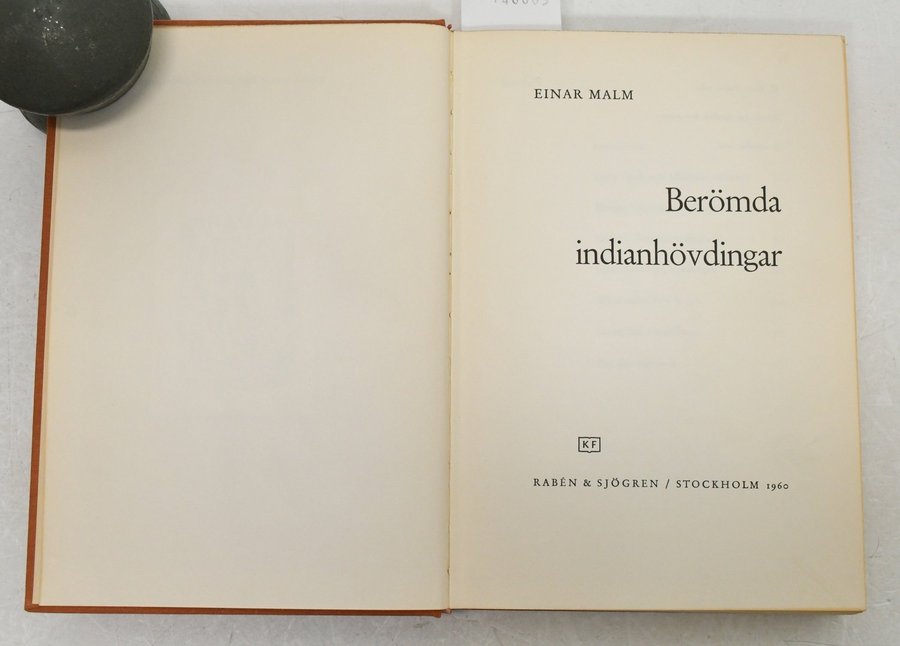 EINAR MALM
Berömda
indianhövdingar
KF
RABÉN & SJÖGREN / STOCKHOLM 1960